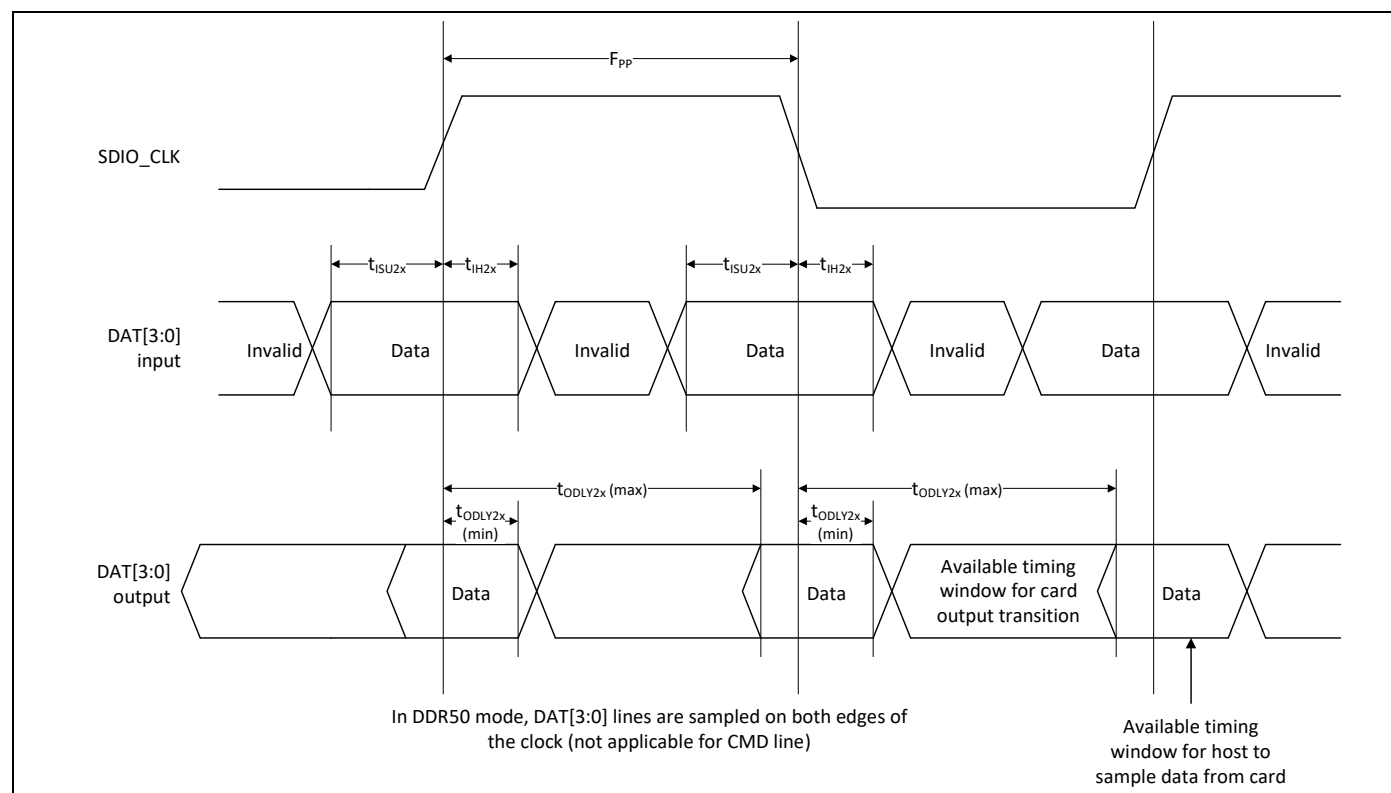 FPP
SDIO_CLK
tISU2x
tIH2x
tISU2x
tIH2x
DAT[3:0]
input
Invalid
Data
Invalid
Data
Invalid
Data
Invalid
tODLY2x (max)
tODLY2x (max)
tODLY2x
(min)
tODLY2x
(min)
DAT[3:0]
output
Data
Data
Available timing
window for card
output transition
Data
In DDR50 mode, DAT[3:0] lines are sampled on both edges of
the clock (not applicable for CMD line)
Available timing
window for host to
sample data from card